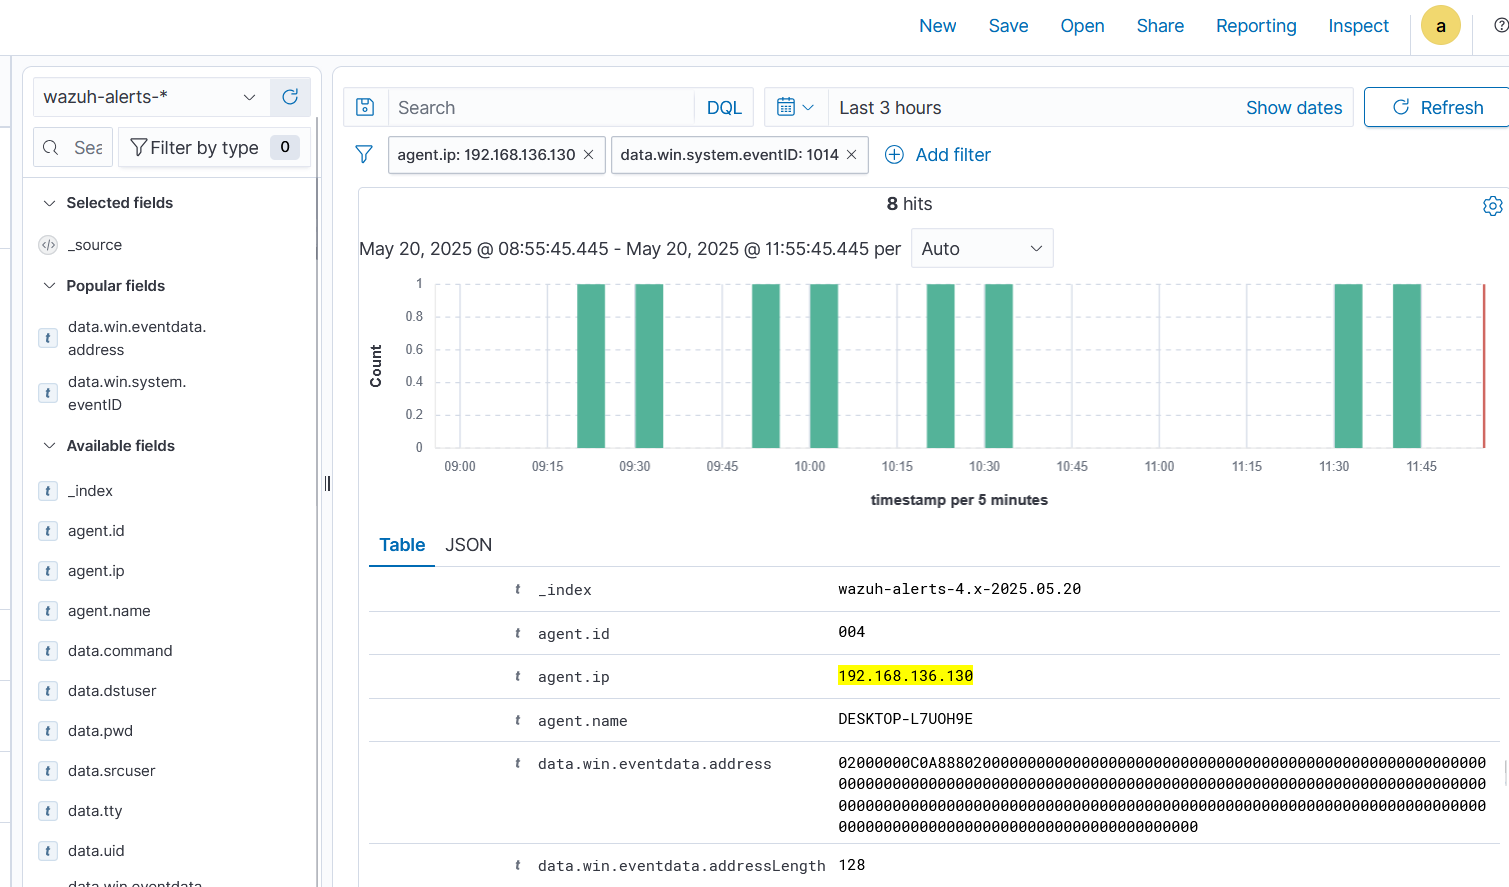 New Save Open Share Reporting Inspect a
wazuh-alerts-*
Search DQL
Last 3 hours Show dates
Refresh
Sea
Filter by type 0
agent.ip: 192.168.136.130
data.win.system.eventID: 1014
Add filter
Selected fields
_source
Popular fields
data.win.eventdata.
address
data.win.system.
eventID
Available fields
_index
agent.id
agent.ip
agent.name
data.command
data.dstuser
data.pwd
data.srcuser
data.tty
data.uid
data.win.eventdata
8 hits
May 20, 2025 @ 08:55:45.445 - May 20, 2025 @ 11:55:45.445 per Auto
Count
1
0.8
0.6
0.4
0.2
0
09:00 09:15 09:30 09:45 10:00 10:15 10:30 10:45 11:00 11:15 11:30 11:45
timestamp per 5 minutes
Table JSON
t _index wazuh-alerts-4.x-2025.05.20
t agent.id 004
t agent.ip 192.168.136.130
t agent.name DESKTOP-L7UOH9E
t data.win.eventdata.address 02000000C0A88802000000000000000000000000000000000000000000000000000000000
000000000000000000000000000000000000000000000000000000000000000000000000
000000000000000000000000000000000000000000000000000000000000000000000000
0000000000000000000000000000000000000000
t data.win.eventdata.addressLength 128